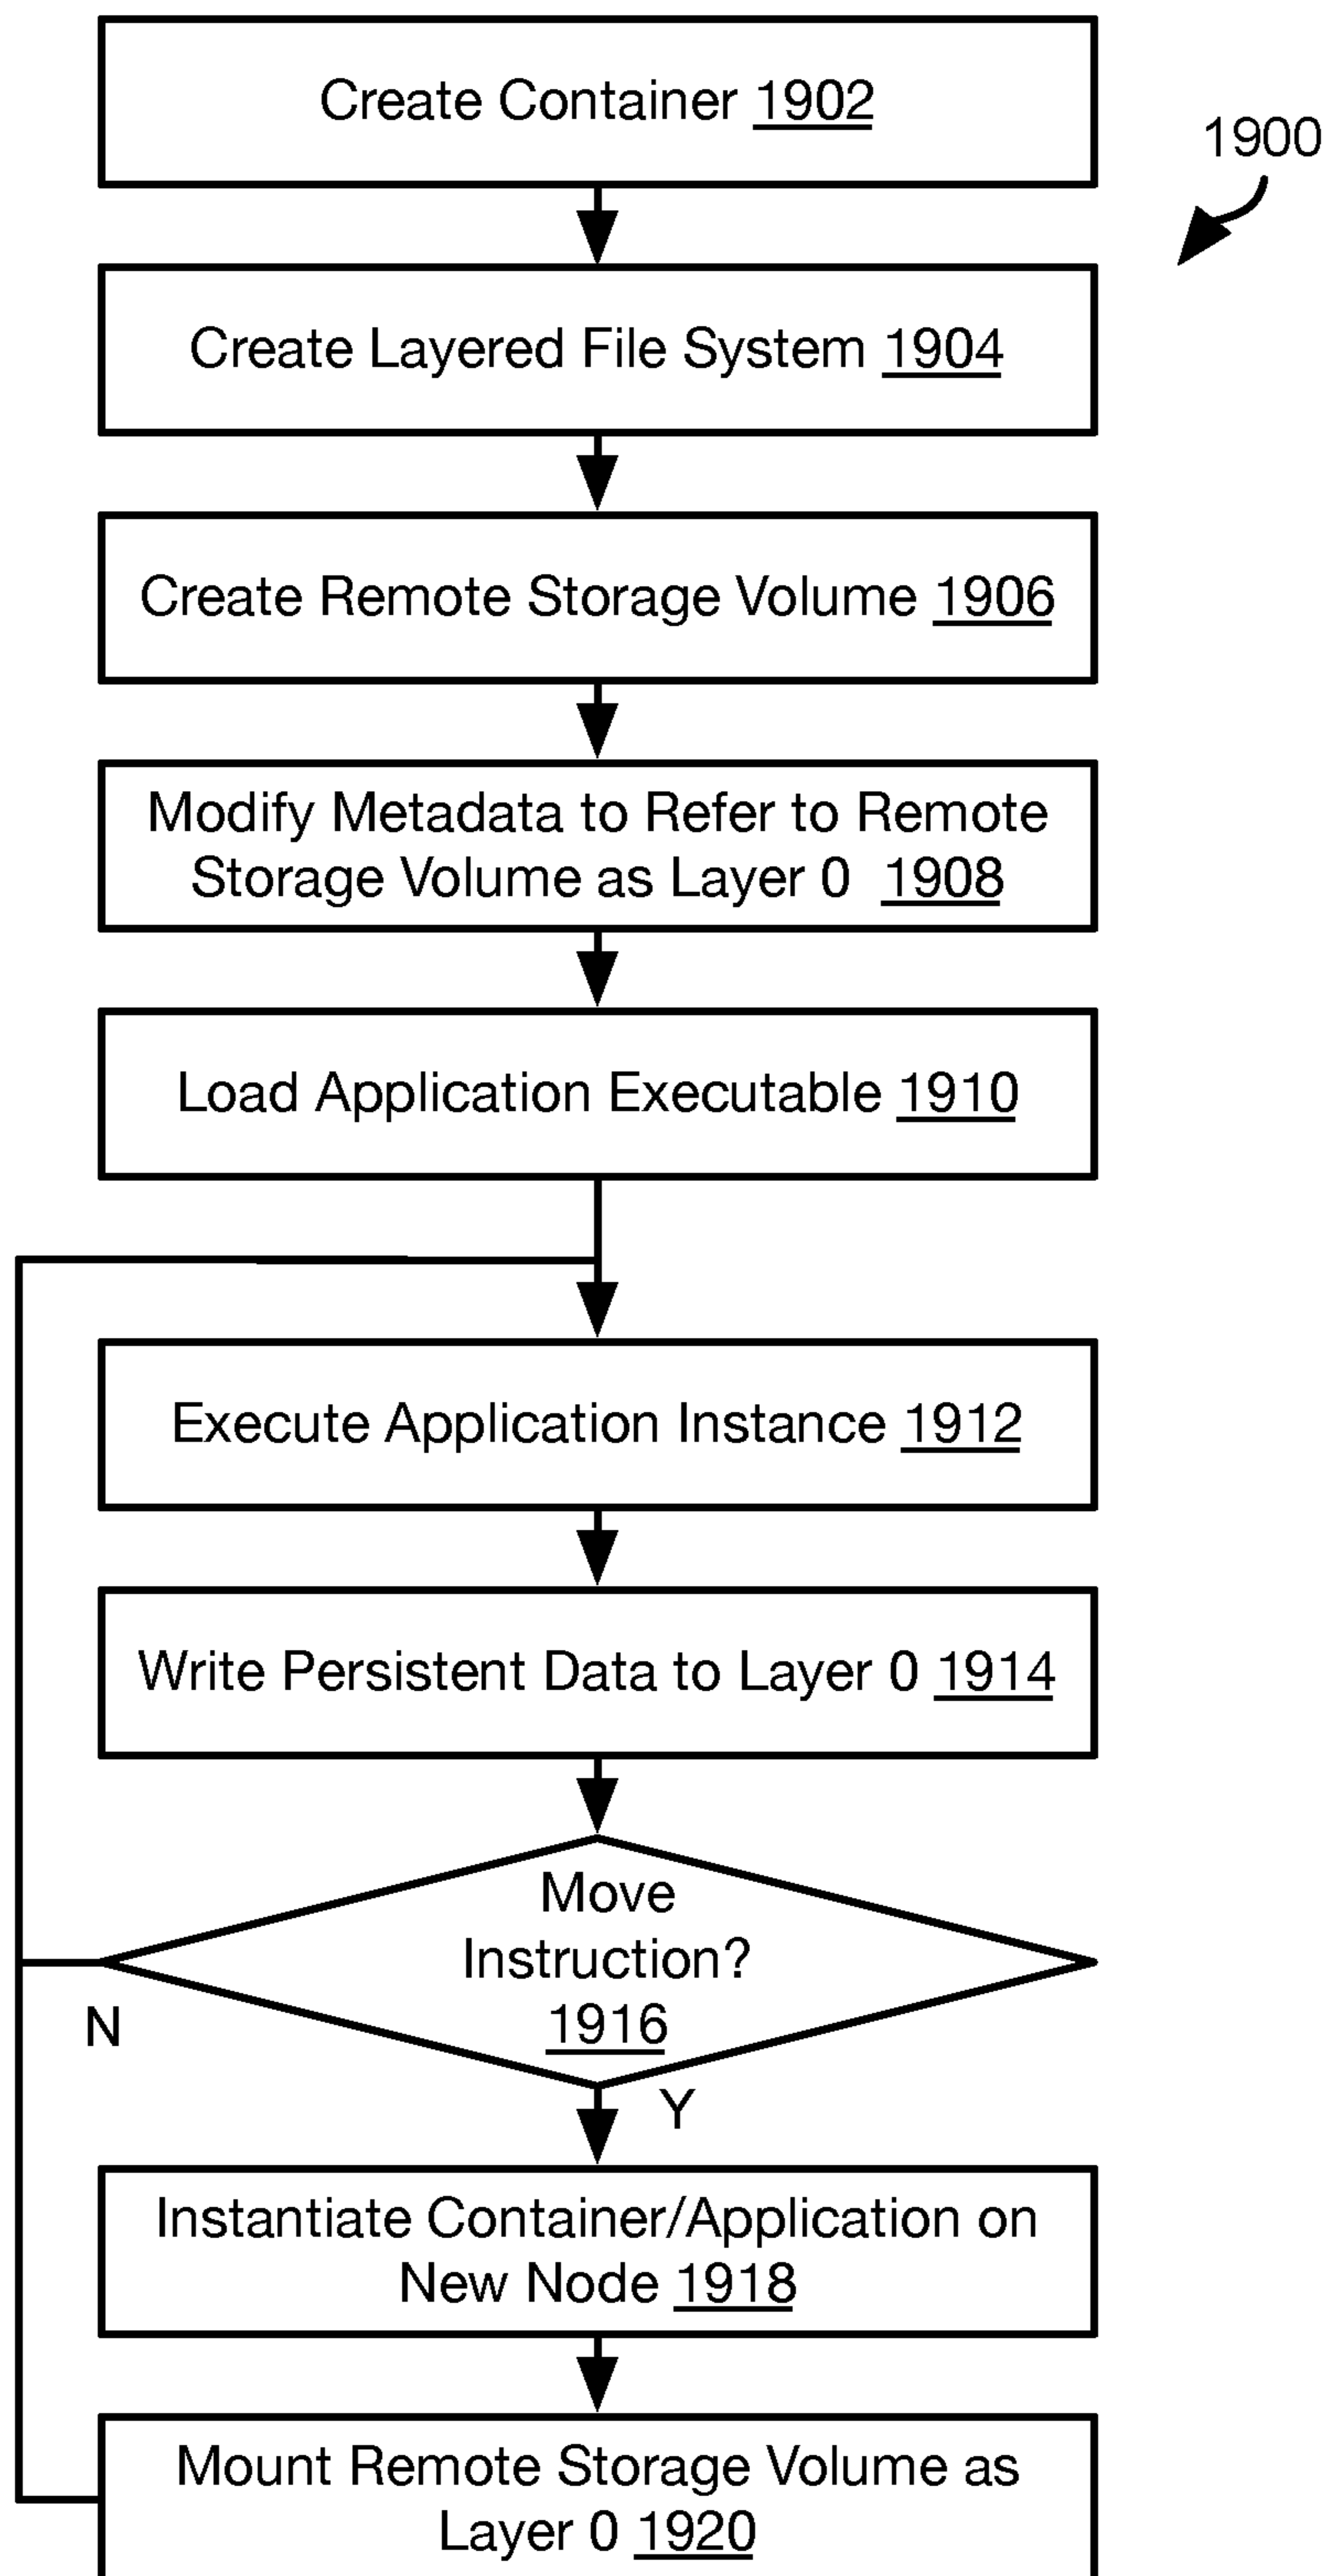 Create Container 1902
1900
Create Layered File System 1904
Create Remote Storage Volume 1906
Modify Metadata to Refer to Remote
Storage Volume as Layer 0 1908
Load Application Executable 1910
Execute Application Instance 1912
Write Persistent Data to Layer 0 1914
Move
Instruction?
1916
N
Y
Instantiate Container/Application on
New Node 1918
Mount Remote Storage Volume as
Layer 0 1920